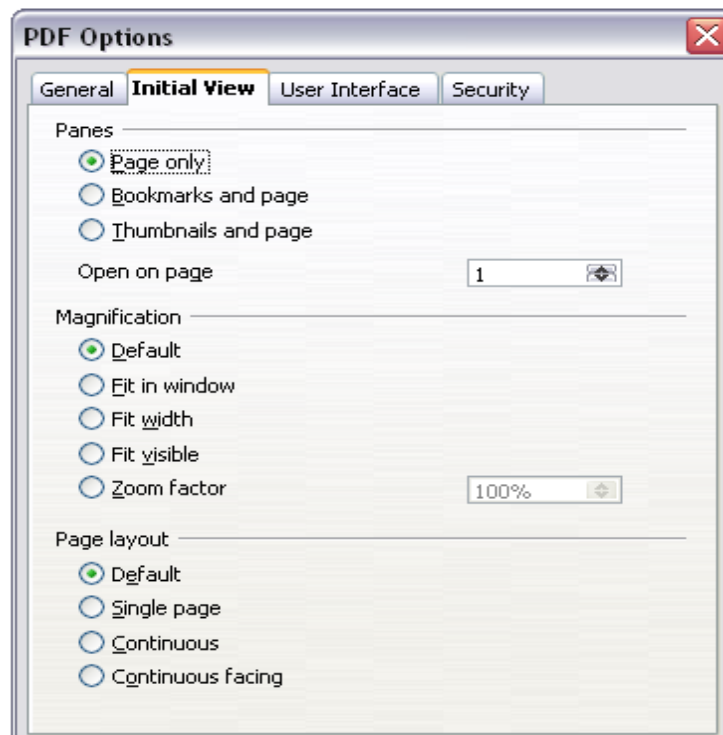 PDF Options
General Initial View User Interface Security
Panes
Page only
Bookmarks and page
Thumbnails and page
Open on page 1
Magnification
Default
Fit in window
Fit width
Fit visible
Zoom factor 100%
Page layout
Default
Single page
Continuous
Continuous facing